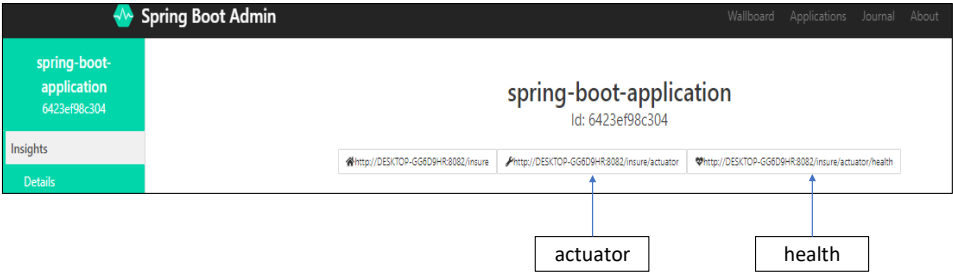 Spring Boot Admin
Wallboard Applications Journal About
spring-boot-
application
6423ef98c304
spring-boot-application
Id: 6423ef98c304
Insights
http://DESKTOP-GG6D9HR:8082/insure http://DESKTOP-GG6D9HR:8082/insure/actuator http://DESKTOP-GG6D9HR:8082/insure/actuator/health
Details
actuator health